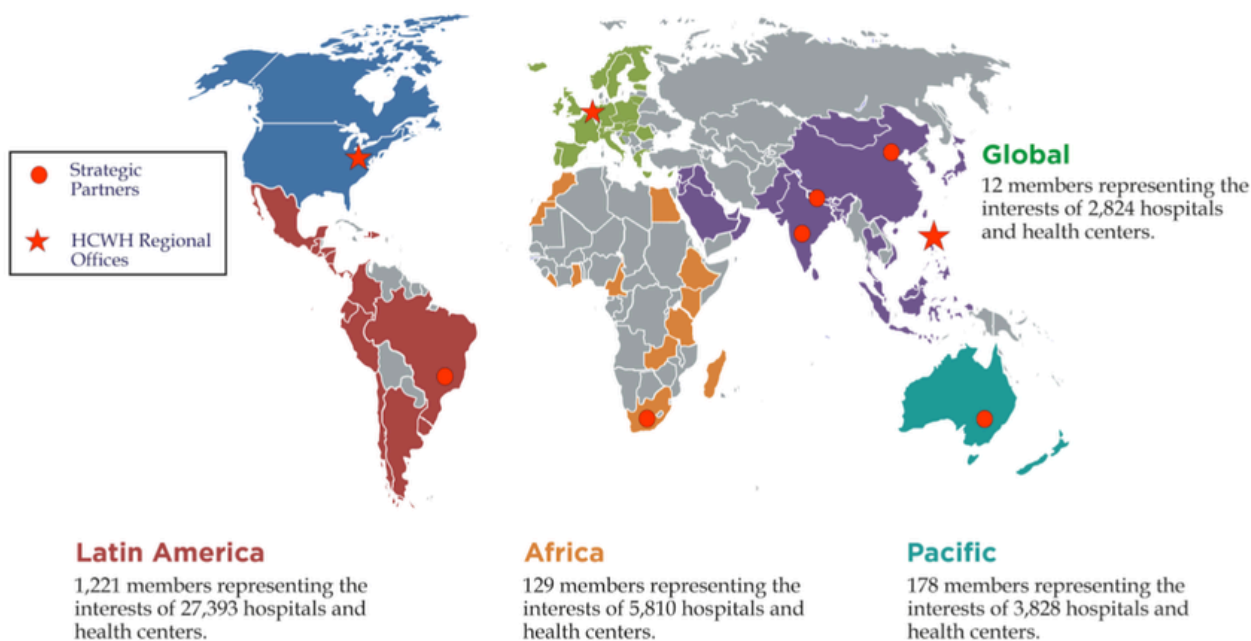 Strategic
Partners
HCWH Regional
Offices
Global
12 members representing the
interests of 2,824 hospitals
and health centers.
Latin America
1,221 members representing the
interests of 27,393 hospitals and
health centers.
Africa
129 members representing the
interests of 5,810 hospitals and
health centers.
Pacific
178 members representing the
interests of 3,828 hospitals and
health centers.